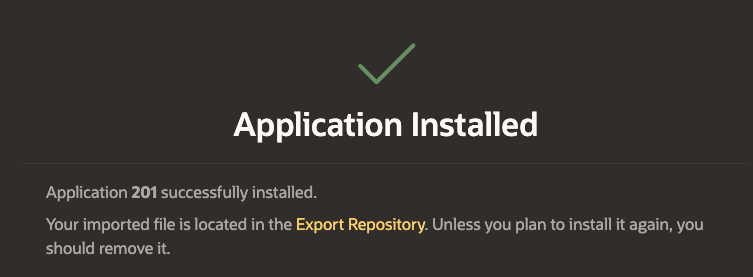 Application Installed
Application 201 successfully installed.
Your imported file is located in the Export Repository. Unless you plan to install it again, you
should remove it.